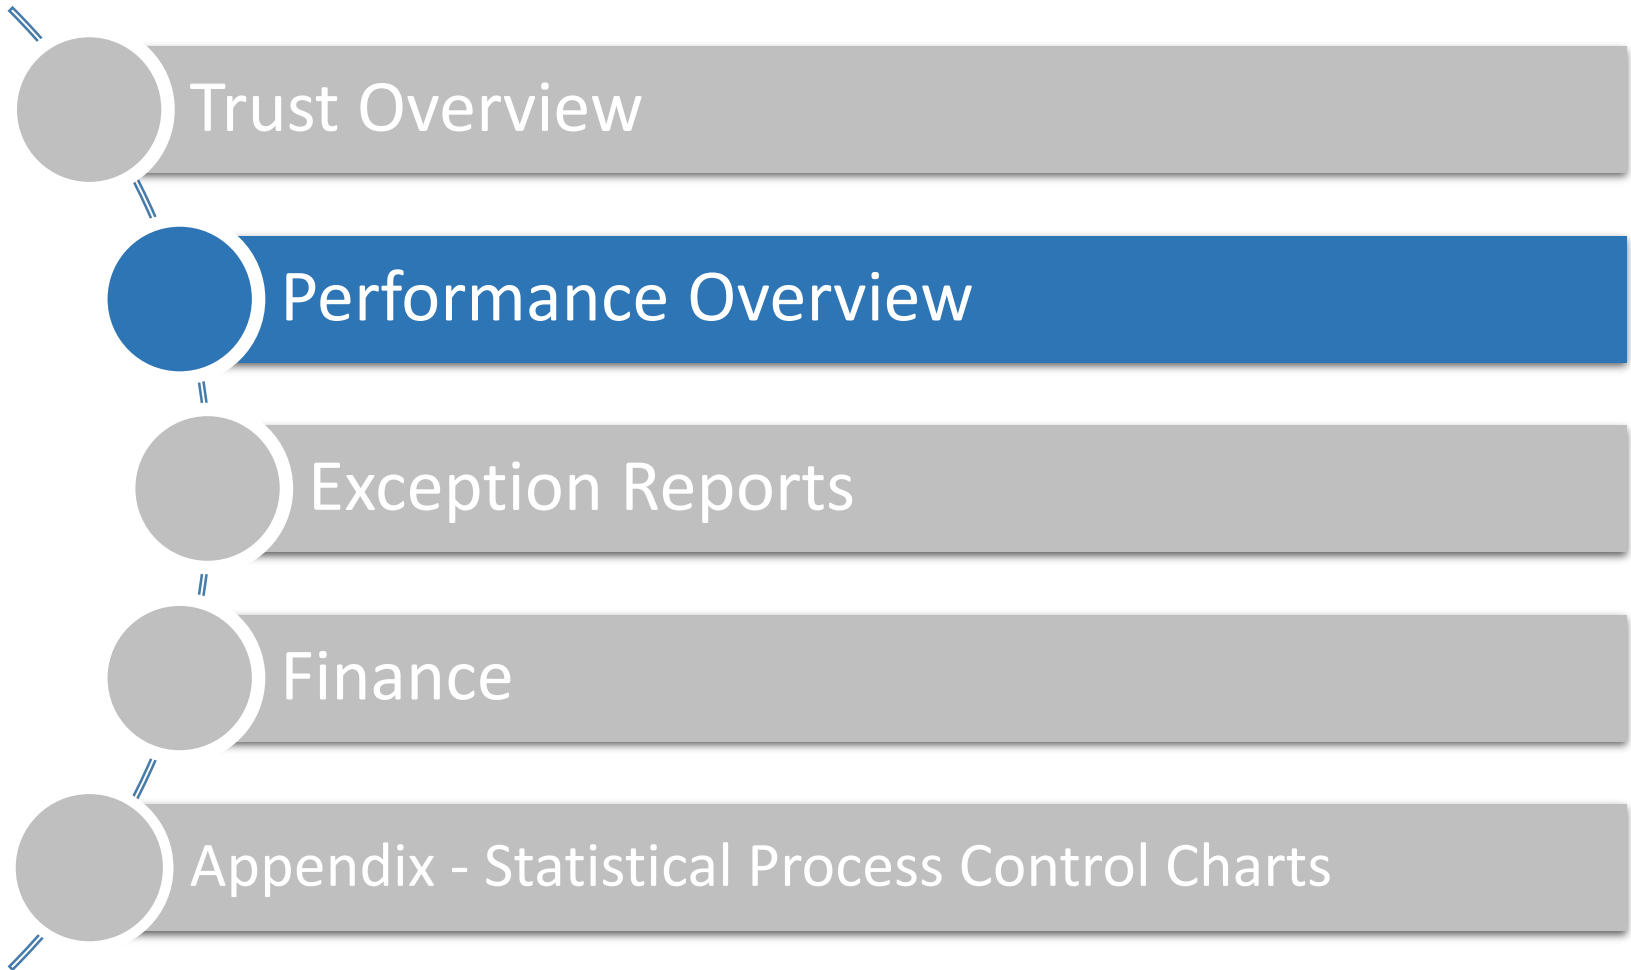 Trust Overview
Performance Overview
Exception Reports
Finance
Appendix - Statistical Process Control Charts